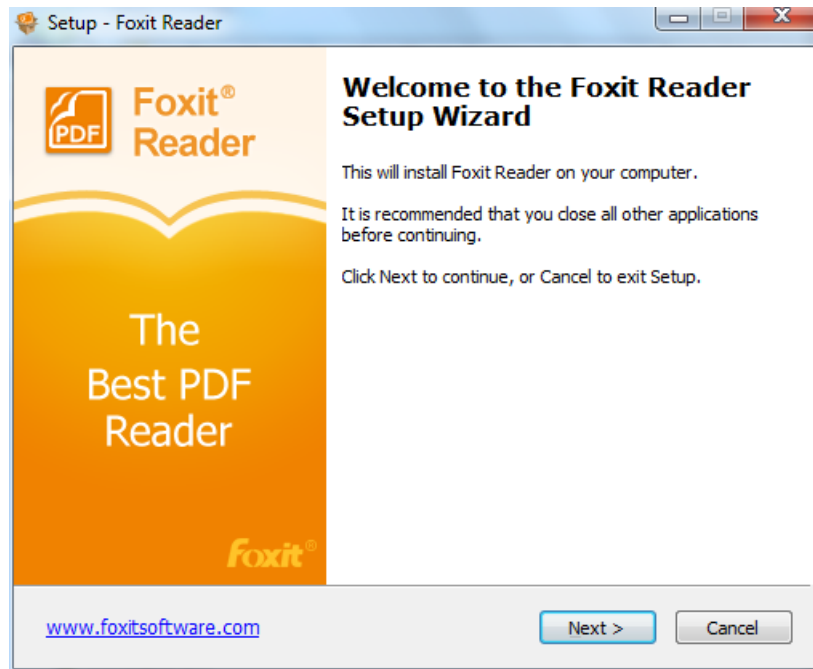 Setup - Foxit Reader
PDF
Foxit®
Reader
The
Best PDF
Reader
foxit®
Welcome to the Foxit Reader
Setup Wizard
This will install Foxit Reader on your computer.
It is recommended that you close all other applications
before continuing.
Click Next to continue, or Cancel to exit Setup.
www.foxitsoftware.com
Next >
Cancel